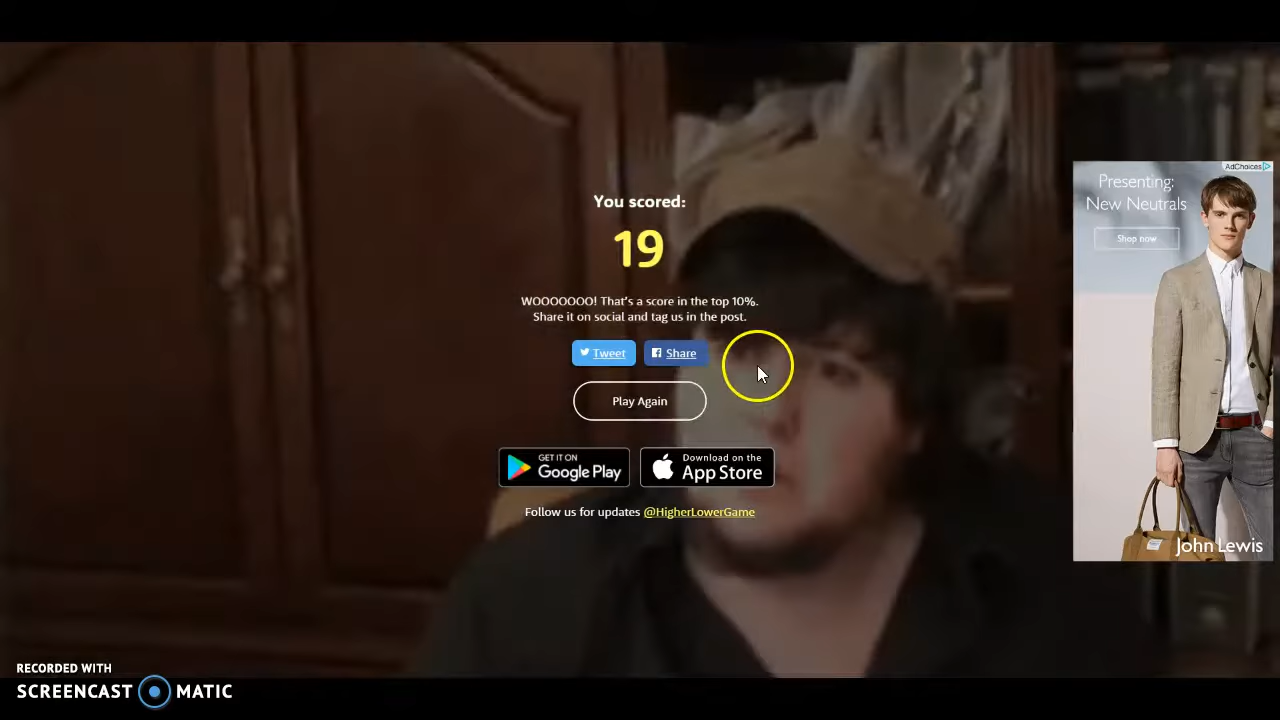 You scored:
19
WOOOOOOO! That's a score in the top 10%.
Share it on social and tag us in the post.
Tweet
Share
Play Again
GET IT ON
Google Play
Download on the
App Store
Follow us for updates @HigherLowerGame
AdChoices
Presenting:
New Neutrals
Shop now
John Lewis
RECORDED WITH
SCREENCAST MATIC